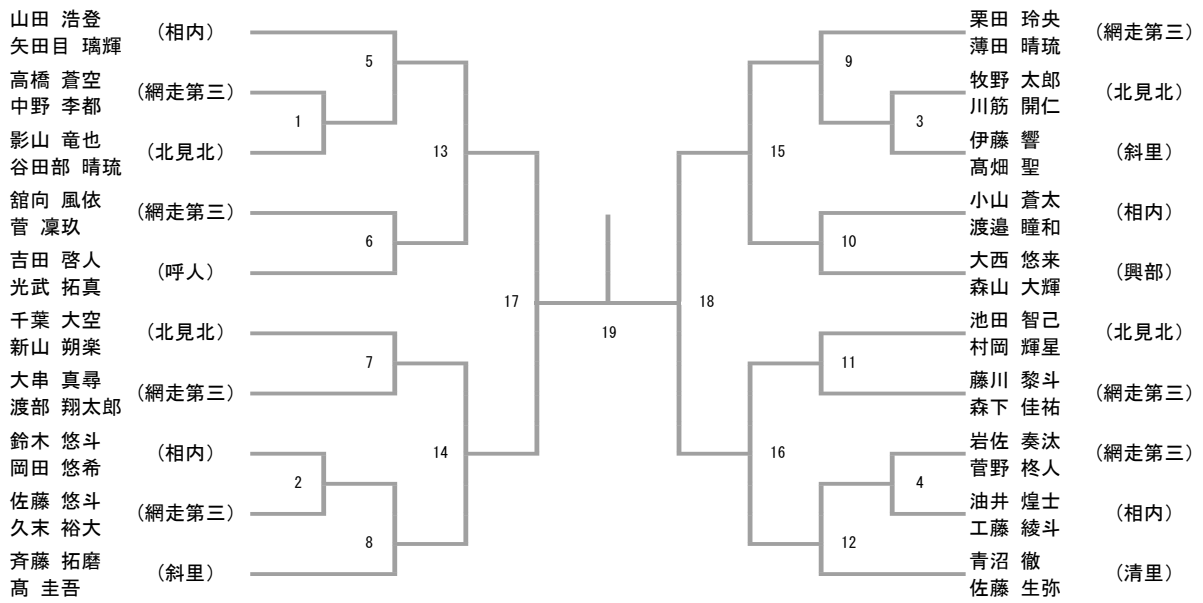 山田 浩登
矢田目 璃輝
（相内）
高橋 蒼空
中野 李都
（網走第三）
影山 竜也
谷田部 晴琉
（北見北）
舘向 風依
菅 凜玖
（網走第三）
吉田 啓人
光武 拓真
（呼人）
千葉 大空
新山 朔楽
（北見北）
大串 真尋
渡部 翔太郎
（網走第三）
鈴木 悠斗
岡田 悠希
（相内）
佐藤 悠斗
久末 裕大
（網走第三）
斉藤 拓磨
髙 圭吾
（斜里）
5
1
13
6
17
7
14
2
8
19
9
3
15
10
18
11
16
4
12
栗田 玲央
薄田 晴琉
（網走第三）
牧野 太郎
川筋 開仁
（北見北）
伊藤 響
髙畑 聖
（斜里）
小山 蒼太
渡邉 瞳和
（相内）
大西 悠来
森山 大輝
（興部）
池田 智己
村岡 輝星
（北見北）
藤川 黎斗
森下 佳祐
（網走第三）
岩佐 奏汰
菅野 柊人
（網走第三）
油井 煌士
工藤 綾斗
（相内）
青沼 徹
佐藤 生弥
（清里）